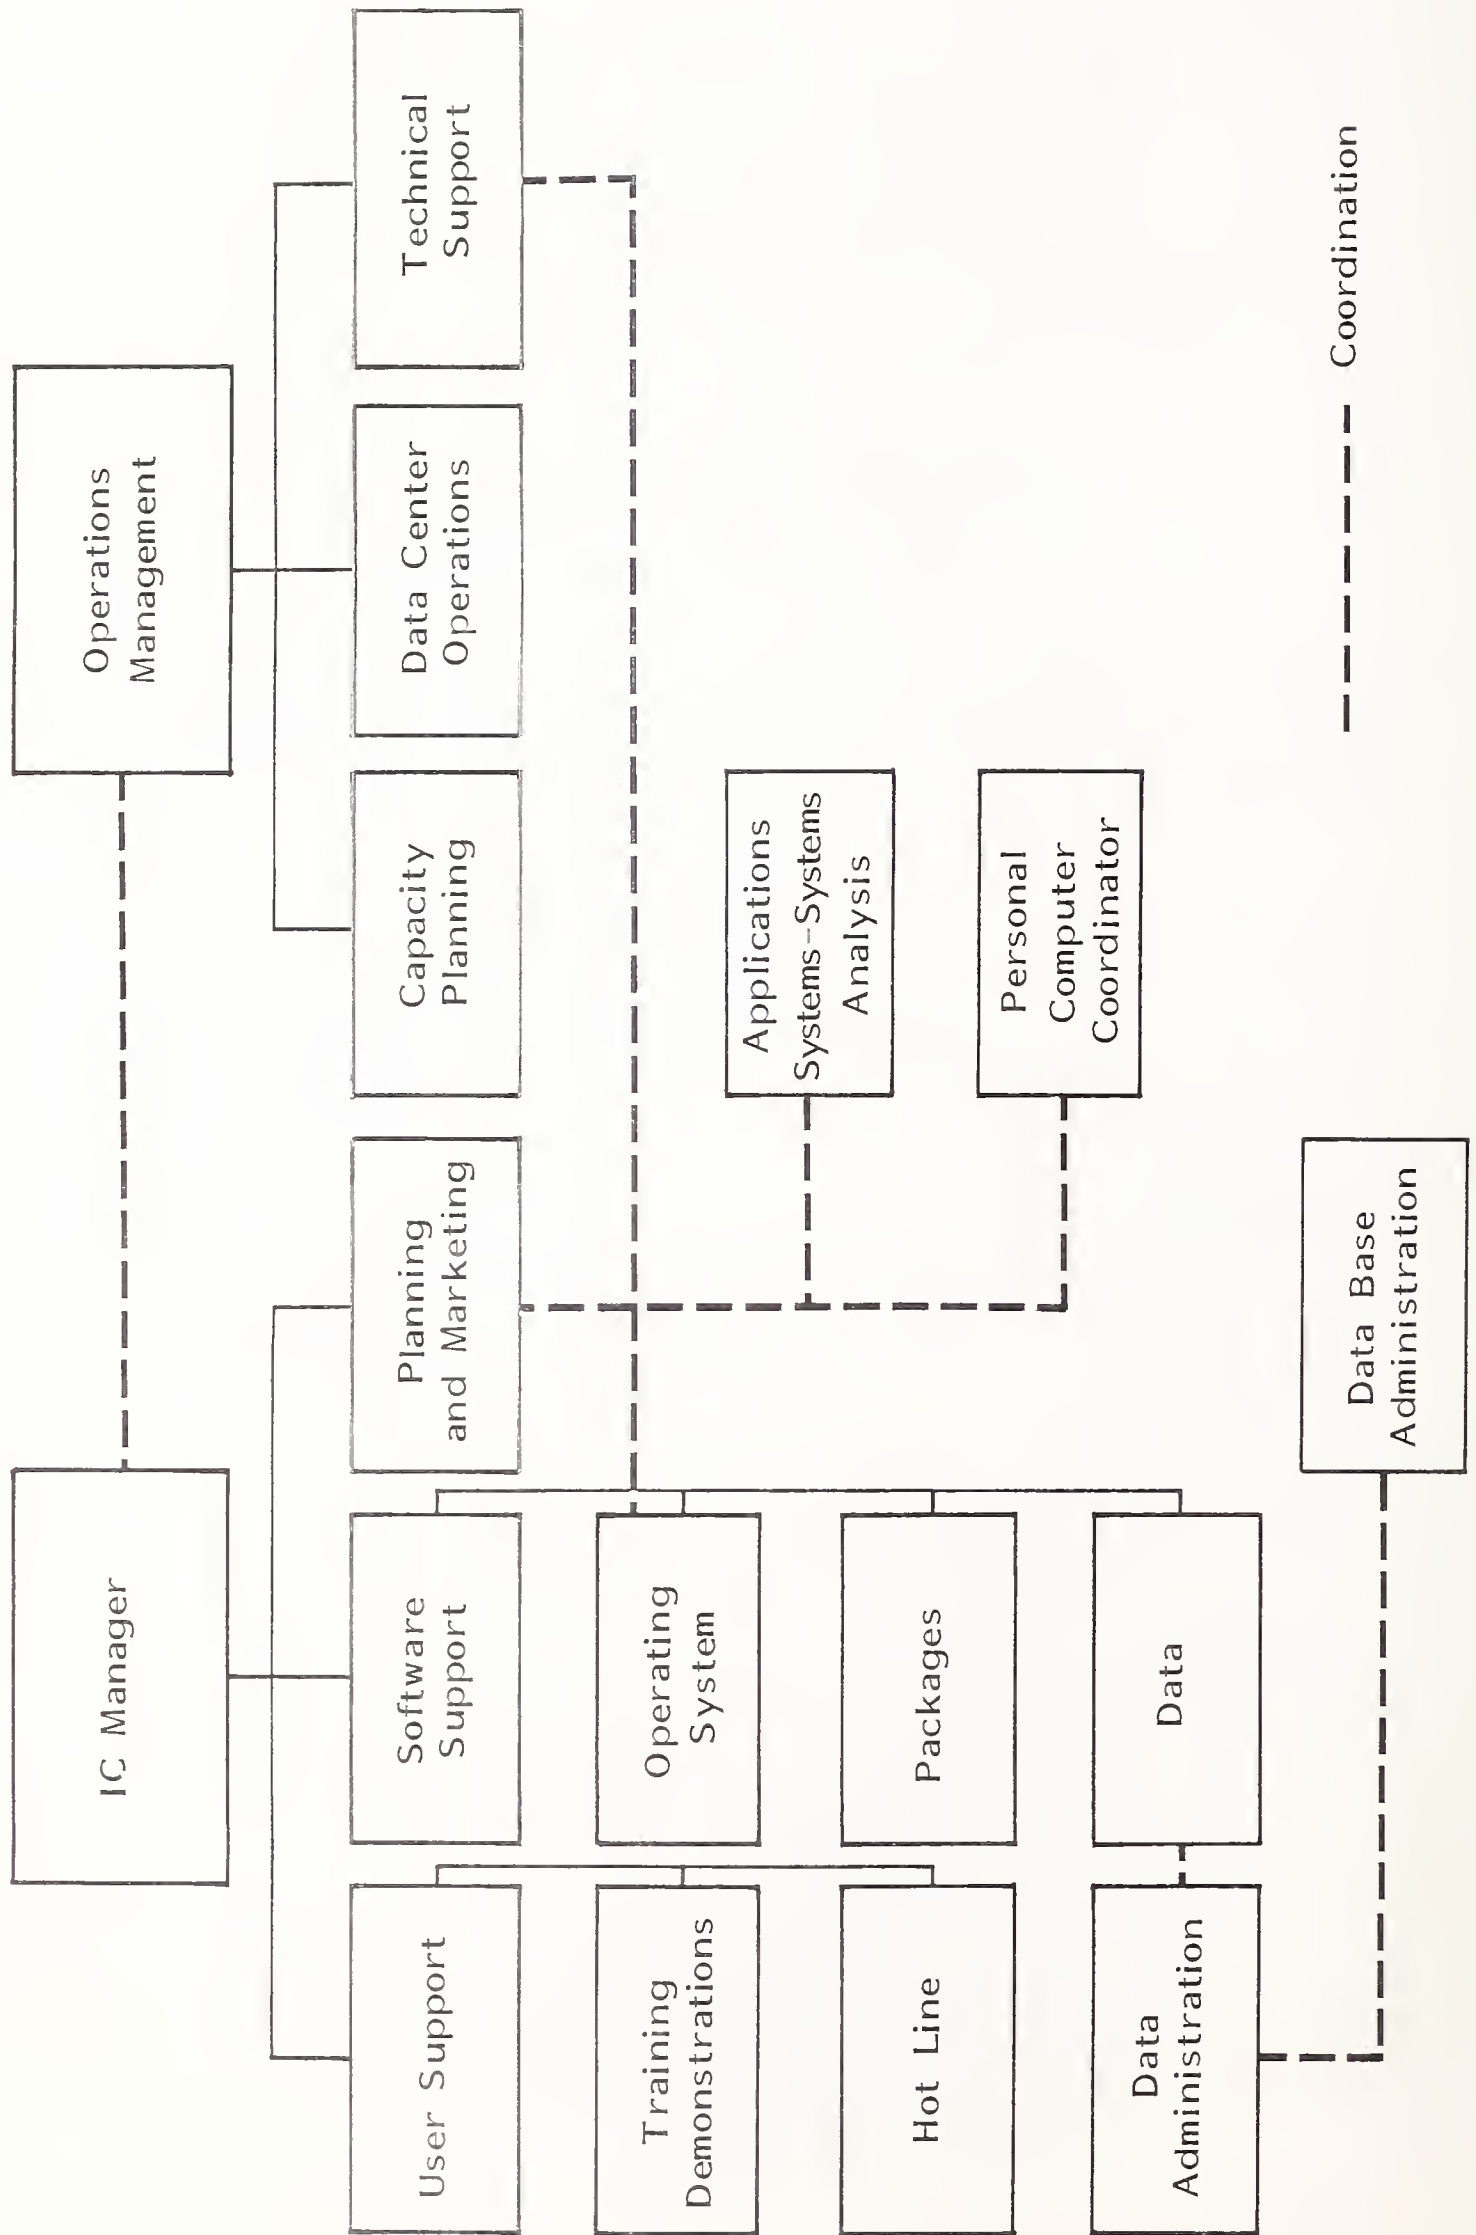 IC Manager
Operations
Management
User Support
Software
Support
Planning
and Marketing
Capacity
Planning
Data Center
Operations
Technical
Support
Training
Demonstrations
Operating
System
Hot Line
Packages
Applications
Systems-Systems
Analysis
Data
Administration
Data
Personal
Computer
Coordinator
Data Base
Administration
Coordination